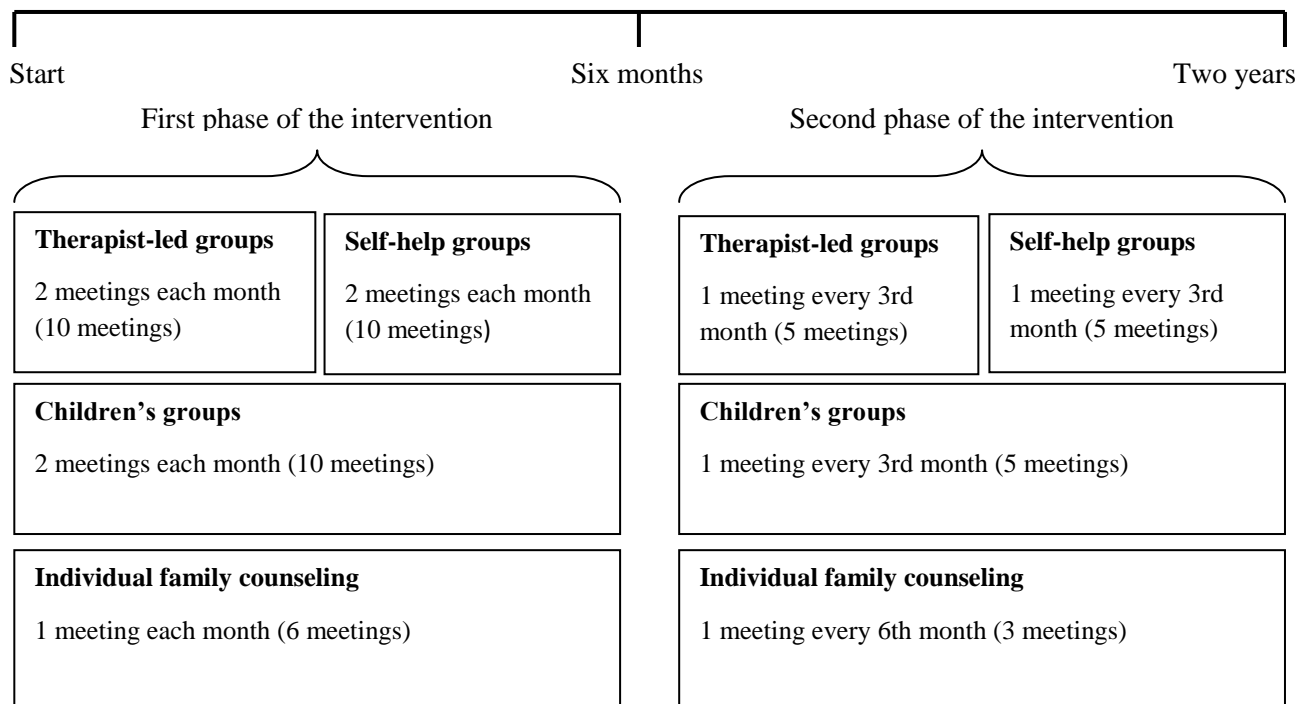 Start
Six months
Two years
First phase of the intervention
Second phase of the intervention
Therapist-led groups
2 meetings each month
(10 meetings)
Self-help groups
2 meetings each month
(10 meetings)
Therapist-led groups
1 meeting every 3rd
month (5 meetings)
Self-help groups
1 meeting every 3rd
month (5 meetings)
Children’s groups
2 meetings each month (10 meetings)
Children’s groups
1 meeting every 3rd month (5 meetings)
Individual family counseling
1 meeting each month (6 meetings)
Individual family counseling
1 meeting every 6th month (3 meetings)